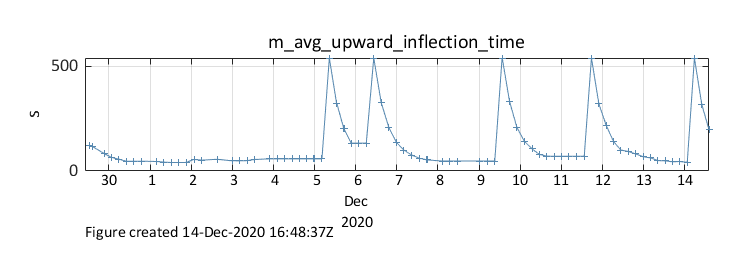 m_avg_upward_inflection_time
500
s
0
30 1 2 3 4 5 6 7 8 9 10 11 12 13 14
Dec
2020
Figure created 14-Dec-2020 16:48:37Z